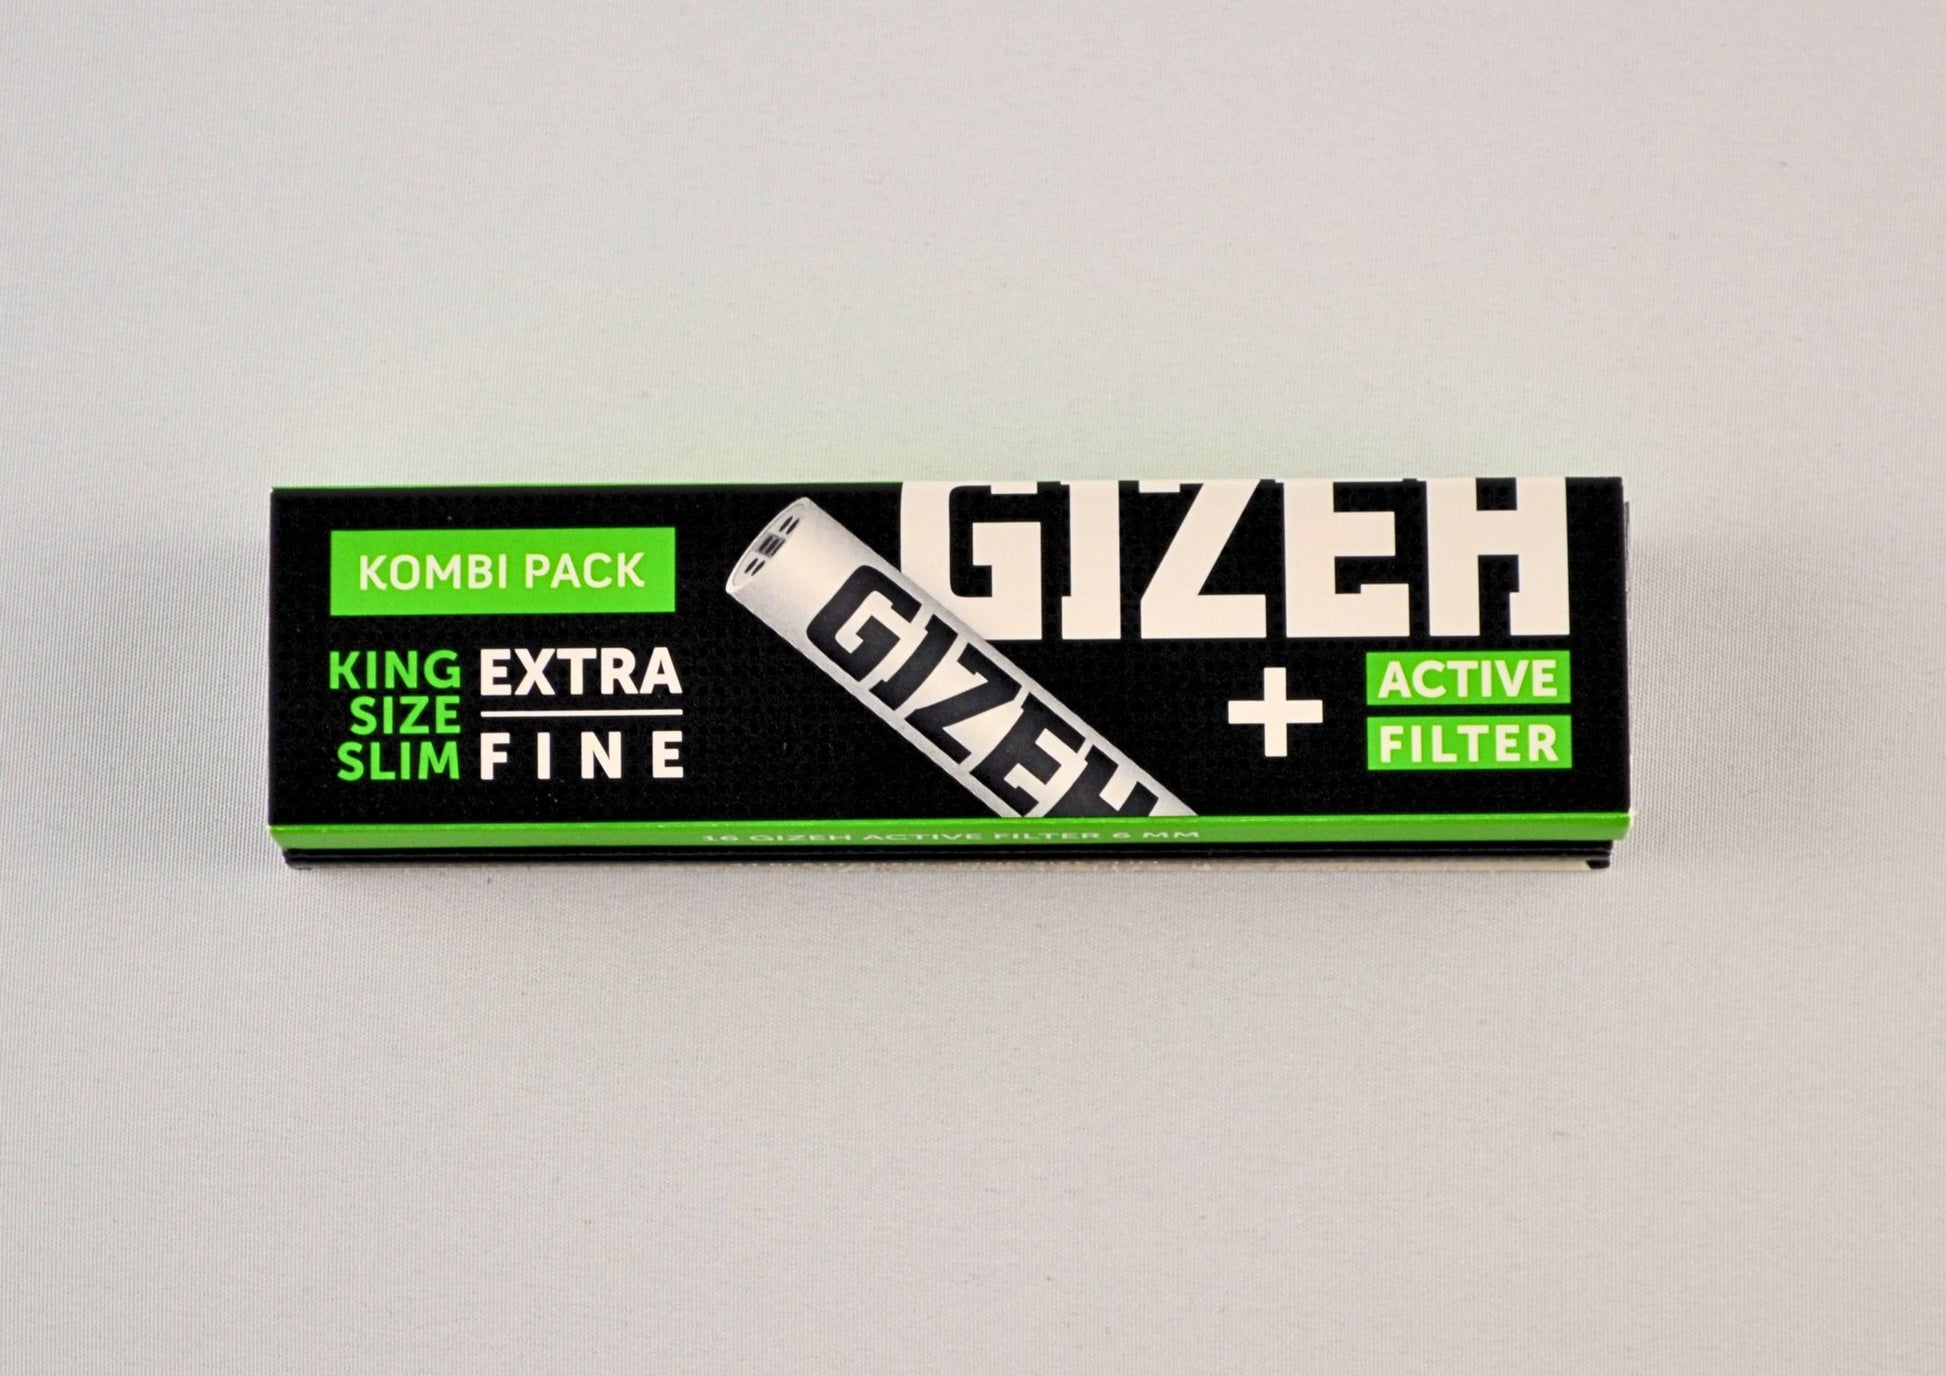 KOMBI PACK
KING SIZE SLIM
EXTRA
FINE
GIZEH
GIZEH
+
ACTIVE
FILTER
16 GIZEH ACTIVE FILTER 6 MM